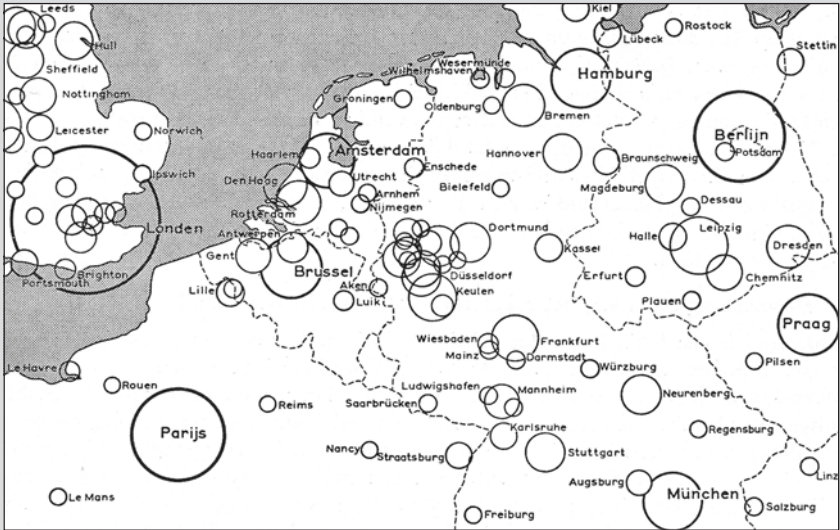 Leeds
Kiel
Rostock
Hull
Lübeck
Stettin
Sheffield
Wesermünde
Wilhelmshaven
Hamburg
Nottingham
Groningen
Oldenburg
Bremen
Leicester
Norwich
Berlijn
Potsdam
Haarlem
Amsterdam
Hannover
Braunschweig
Ipswich
Enschede
Den Haag
Utrecht
Arnhem
Bielefeld
Magdeburg
Nijmegen
Dessau
Rotterdam
Londen
Dortmund
Leipzig
Antwerpen
Halle
Gent
Kassel
Dresden
Brussel
Düsseldorf
Brighton
Erfurt
Chemnitz
Portsmouth
Lille
Aken
Keulen
Luik
Plauen
Praag
Wiesbaden
Frankfurt
Mainz
Darmstadt
Pilsen
Le Havre
Würzburg
Rouen
Ludwigshafen
Mannheim
Neurenberg
Reims
Saarbrücken
Parijs
Karlsruhe
Regensburg
Nancy
Straatsburg
Stuttgart
Linz
Augsburg
München
Le Mans
Freiburg
Salzburg